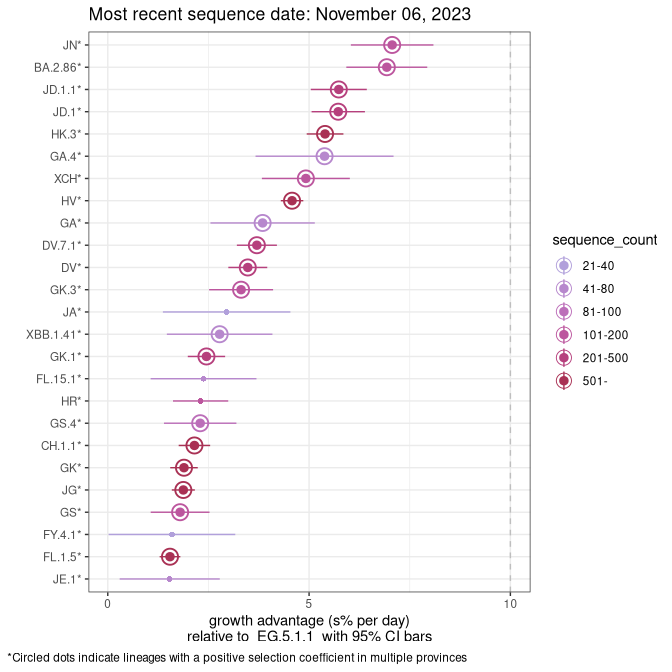 Most recent sequence date: November 06, 2023
JN*
BA.2.86*
JD.1.1*
JD.1*
HK.3*
GA.4*
XCH*
HV*
GA*
DV.7.1*
DV*
GK.3*
JA*
XBB.1.41*
GK.1*
FL.15.1*
HR*
GS.4*
CH.1.1*
GK*
JG*
GS*
FY.4.1*
FL.1.5*
JE.1*
0 5 10
growth advantage (s% per day)
relative to EG.5.1.1 with 95% CI bars
sequence_count
21-40
41-80
81-100
101-200
201-500
501-
*Circled dots indicate lineages with a positive selection coefficient in multiple provinces